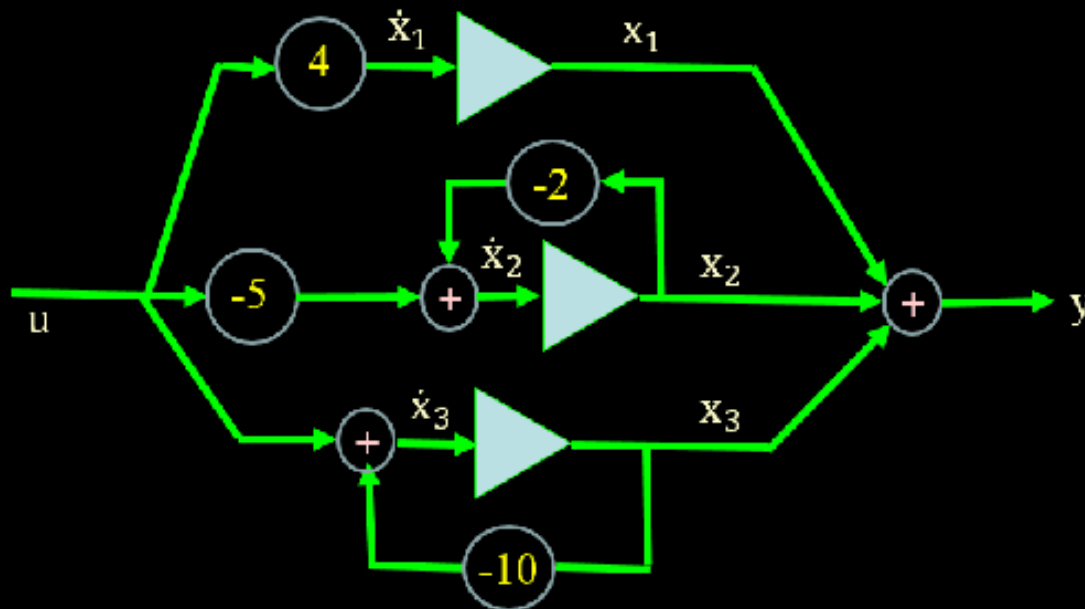 4
ẋ₁
x₁
-2
u
-5
+
ẋ₂
x₂
+
y
+
ẋ₃
x₃
-10